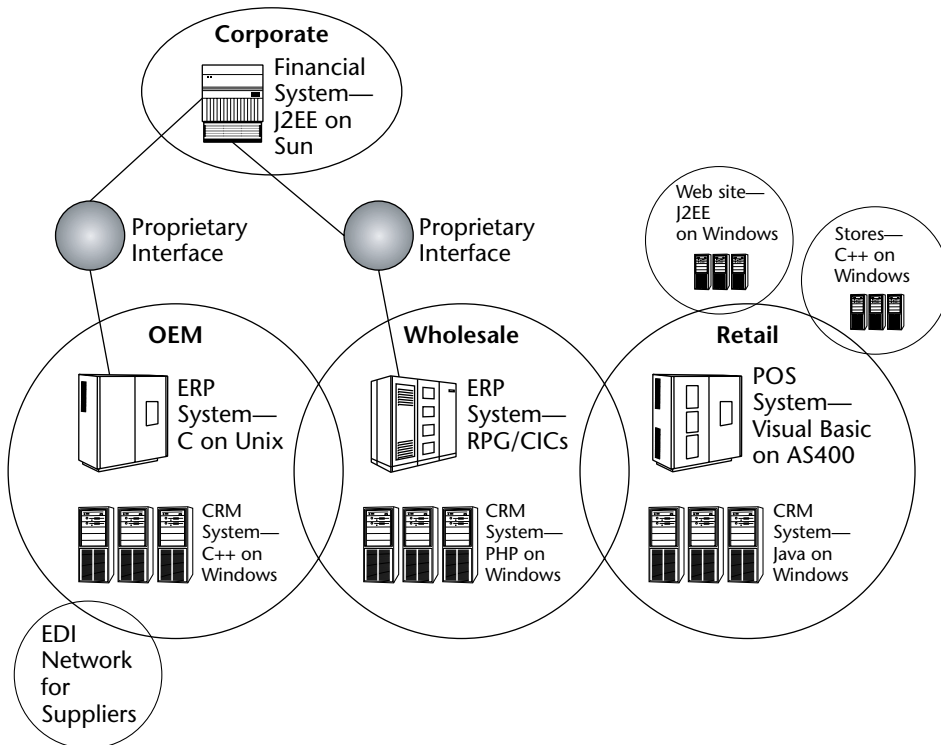 Corporate
Financial
System—
J2EE on
Sun
Proprietary
Interface
Proprietary
Interface
Web site—
J2EE
on Windows
Stores—
C++ on
Windows
OEM
ERP
System—
C on Unix
CRM
System—
C++ on
Windows
EDI
Network
for
Suppliers
Wholesale
ERP
System—
RPG/CICs
CRM
System—
PHP on
Windows
Retail
POS
System—
Visual Basic
on AS400
CRM
System—
Java on
Windows